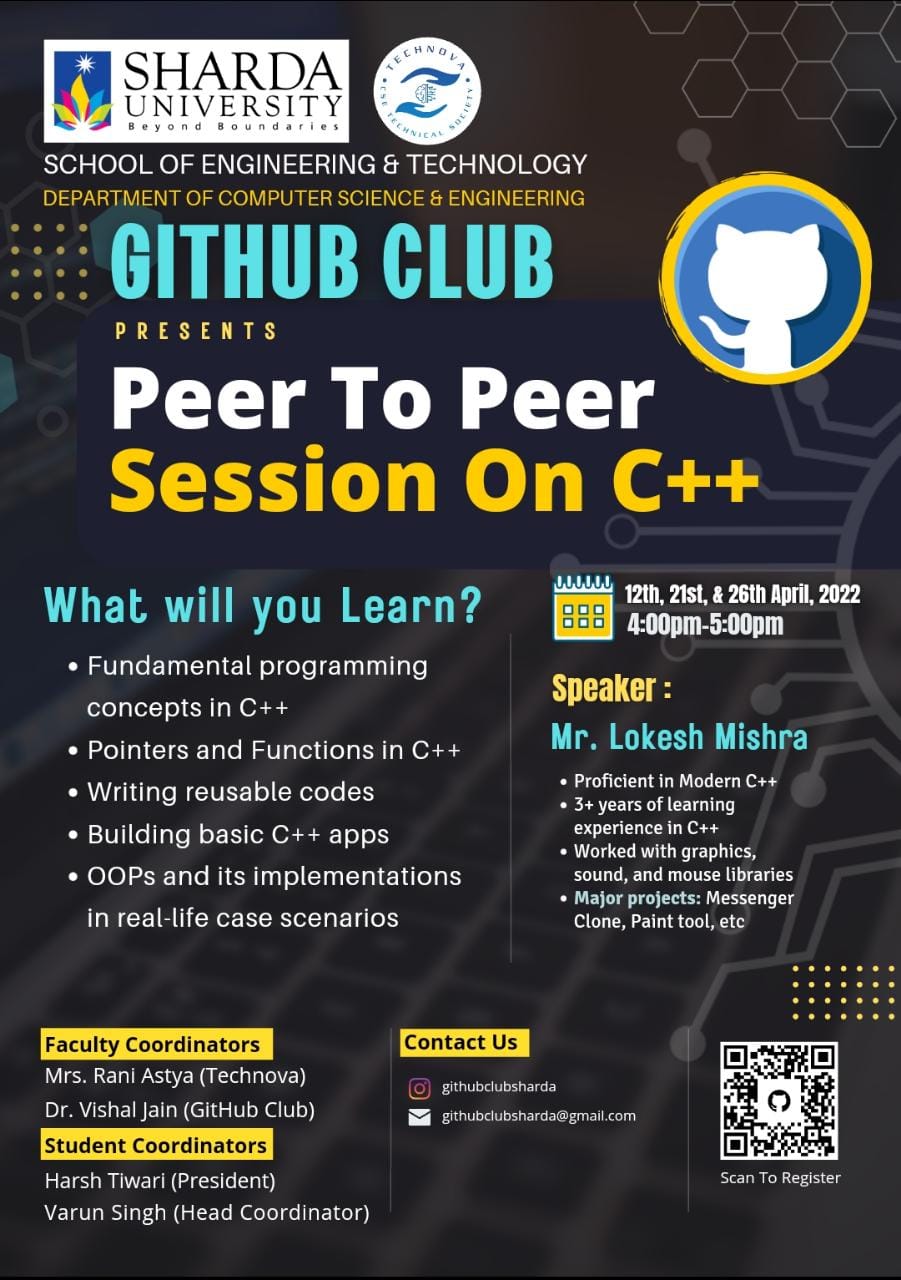 SHARDA
UNIVERSITY
Beyond Boundaries
TECHNOVA
CSE TECHNICAL SOCIETY
SCHOOL OF ENGINEERING & TECHNOLOGY
DEPARTMENT OF COMPUTER SCIENCE & ENGINEERING
GITHUB CLUB
PRESENTS
Peer To Peer
Session On C++
What will you Learn?
• Fundamental programming
concepts in C++
• Pointers and Functions in C++
• Writing reusable codes
• Building basic C++ apps
• OOPs and its implementations
in real-life case scenarios
12th, 21st, & 26th April, 2022
4:00pm-5:00pm
Speaker :
Mr. Lokesh Mishra
• Proficient in Modern C++
• 3+ years of learning
experience in C++
• Worked with graphics,
sound, and mouse libraries
• Major projects: Messenger
Clone, Paint tool, etc
Faculty Coordinators
Mrs. Rani Astya (Technova)
Dr. Vishal Jain (GitHub Club)
Student Coordinators
Harsh Tiwari (President)
Varun Singh (Head Coordinator)
Contact Us
githubclubsharda
githubclubsharda@gmail.com
Scan To Register